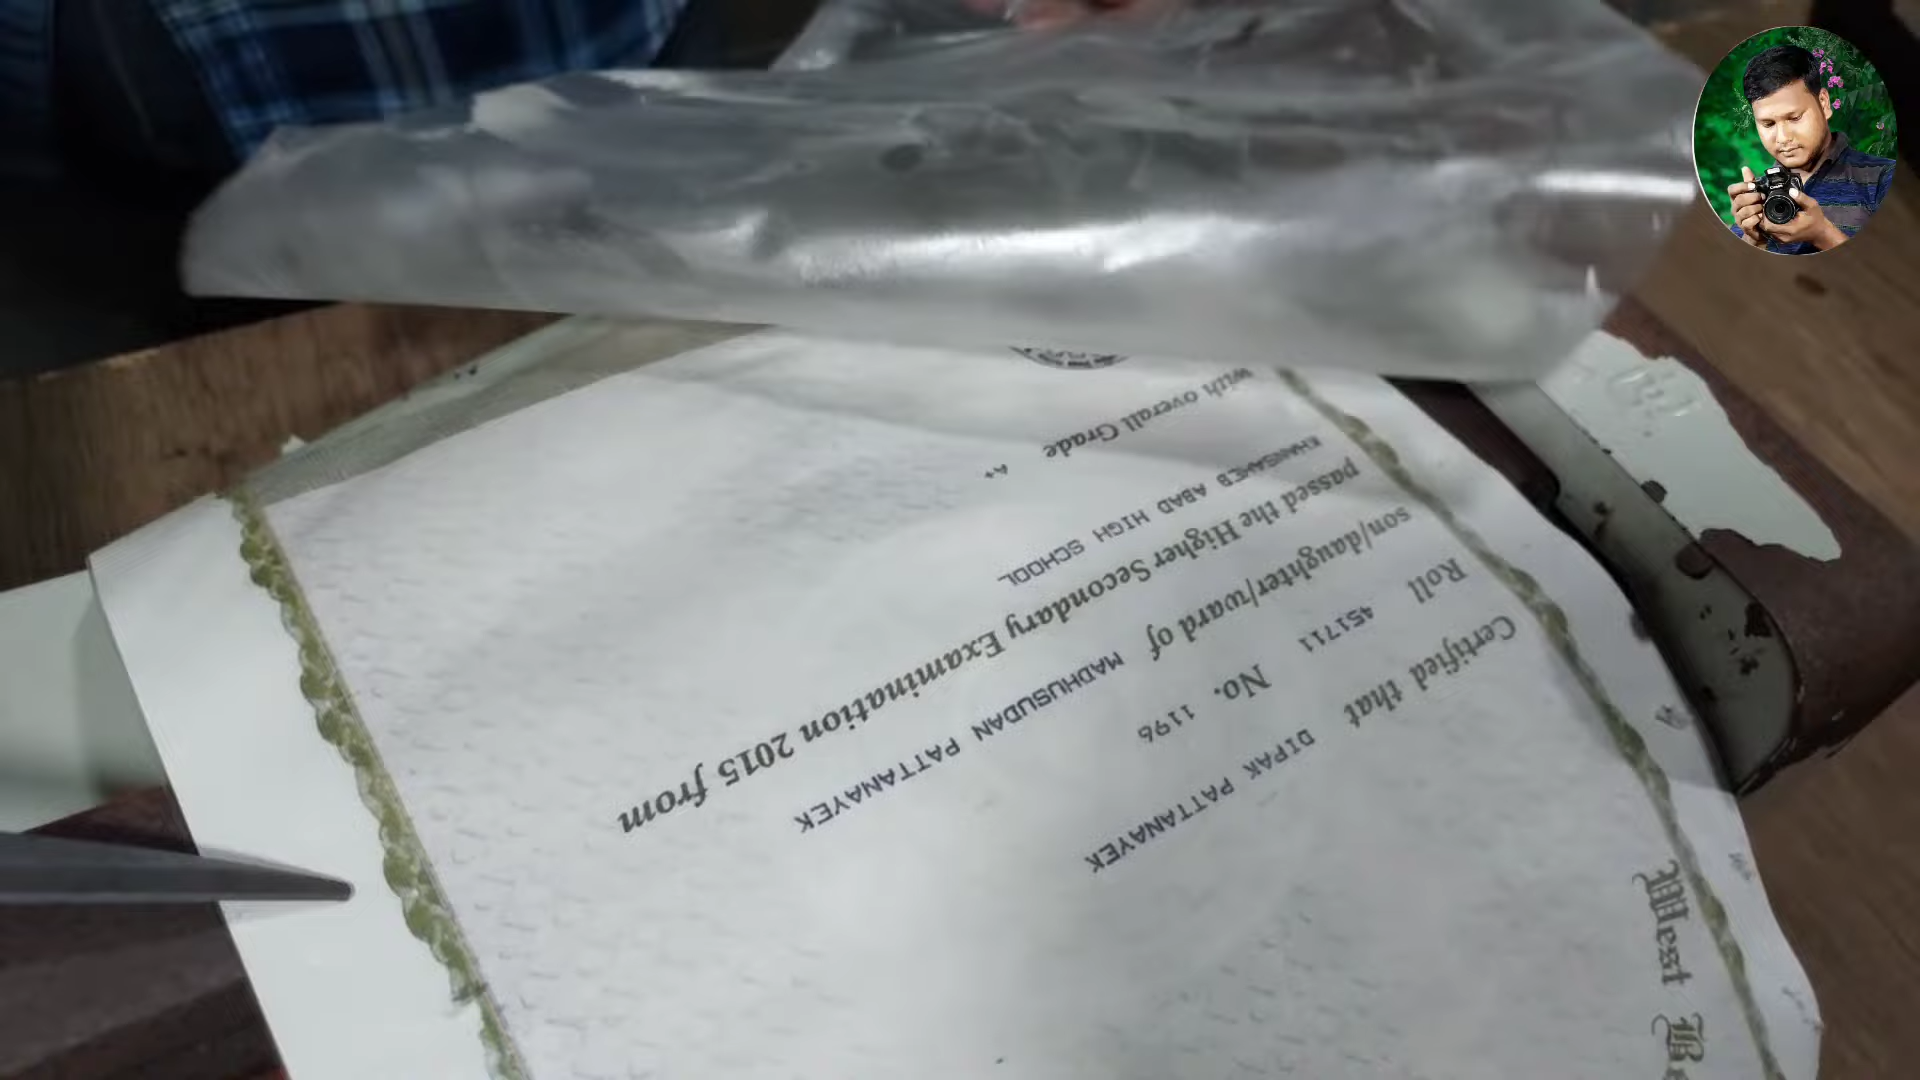 West Be
Certified that DIPAK PATTANAYEK
Roll 451711 No. 1196
son/daughter/ward of MADHUSUDAN PATTANAYEK
passed the Higher Secondary Examination 2015 from
KHANSAHEB ABAD HIGH SCHOOL
with overall Grade A+